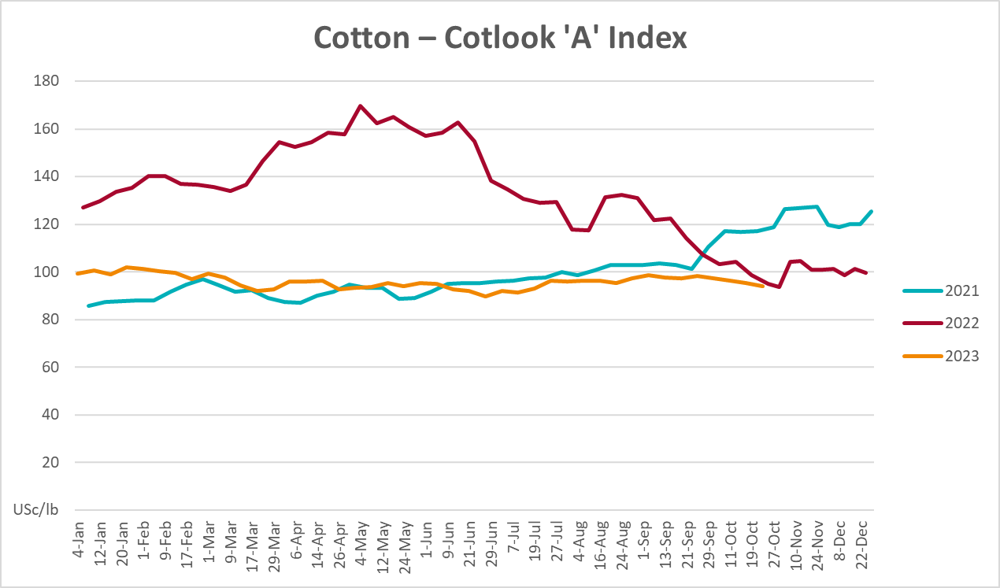 Cotton – Cotlook 'A' Index
180
160
140
120
100
80
60
40
20
USc/lb
4-Jan
12-Jan
20-Jan
1-Feb
9-Feb
17-Feb
1-Mar
9-Mar
17-Mar
29-Mar
6-Apr
14-Apr
26-Apr
4-May
12-May
24-May
1-Jun
9-Jun
21-Jun
29-Jun
7-Jul
19-Jul
27-Jul
4-Aug
16-Aug
24-Aug
1-Sep
13-Sep
21-Sep
29-Sep
11-Oct
19-Oct
27-Oct
10-Nov
24-Nov
8-Dec
22-Dec
2021
2022
2023